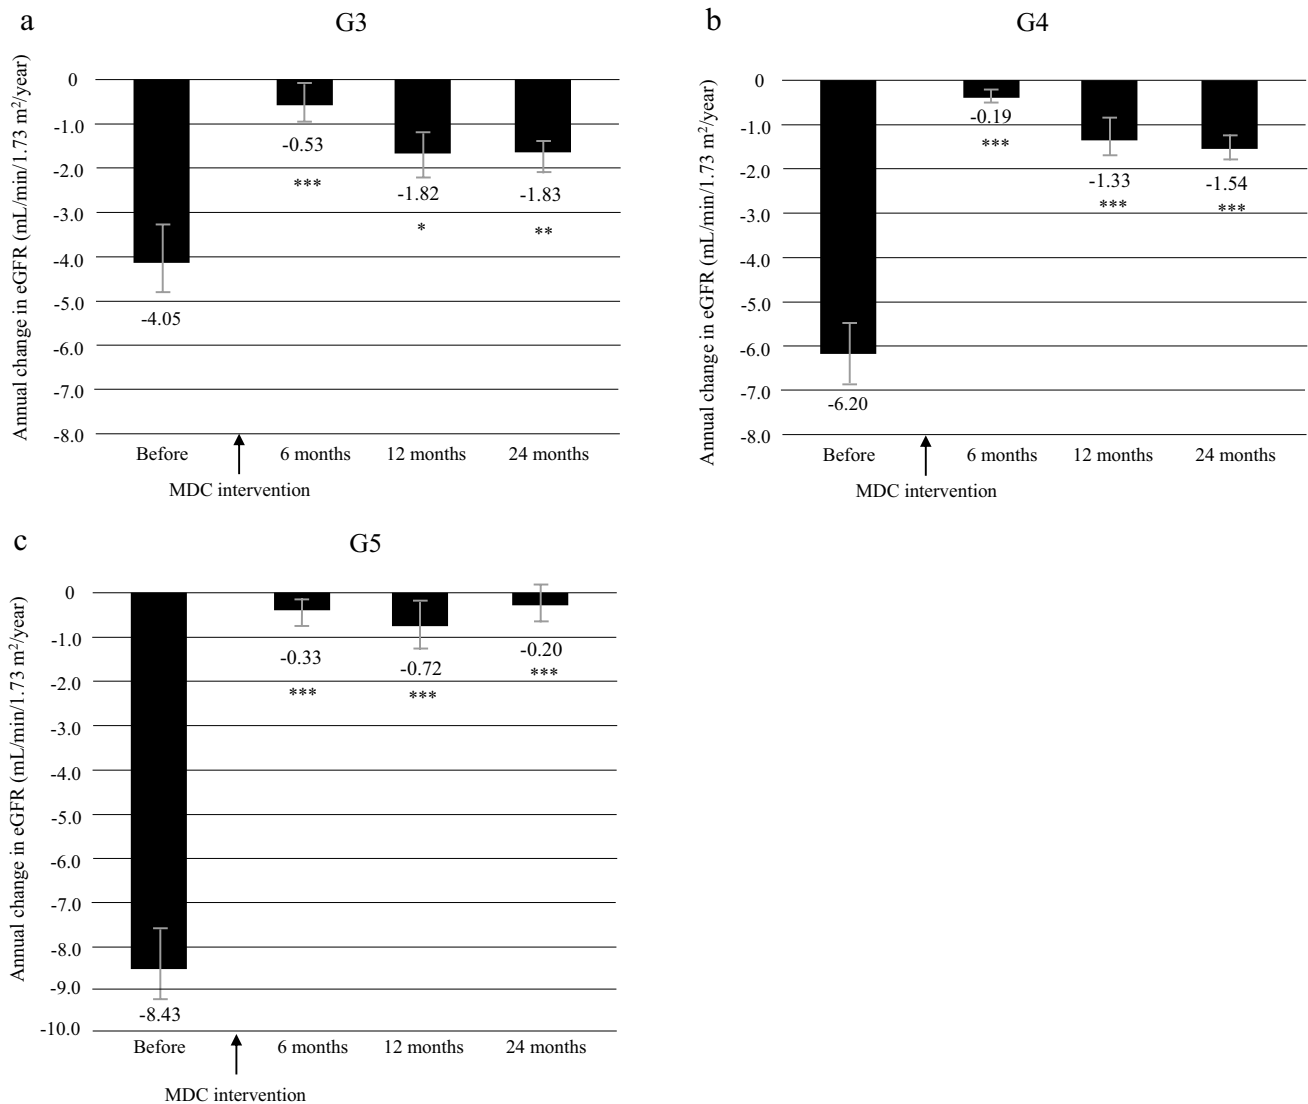 a
G3
Annual change in eGFR (mL/min/1.73 m²/year)
0
-1.0
-2.0
-3.0
-4.0
-5.0
-6.0
-7.0
-8.0
-4.05
-0.53
***
-1.82
*
-1.83
**
Before
6 months
12 months
24 months
MDC intervention
b
G4
Annual change in eGFR (mL/min/1.73 m²/year)
0
-1.0
-2.0
-3.0
-4.0
-5.0
-6.0
-7.0
-8.0
-6.20
-0.19
***
-1.33
***
-1.54
***
Before
6 months
12 months
24 months
MDC intervention
c
G5
Annual change in eGFR (mL/min/1.73 m²/year)
0
-1.0
-2.0
-3.0
-4.0
-5.0
-6.0
-7.0
-8.0
-9.0
-10.0
-8.43
-0.33
***
-0.72
***
-0.20
***
Before
6 months
12 months
24 months
MDC intervention